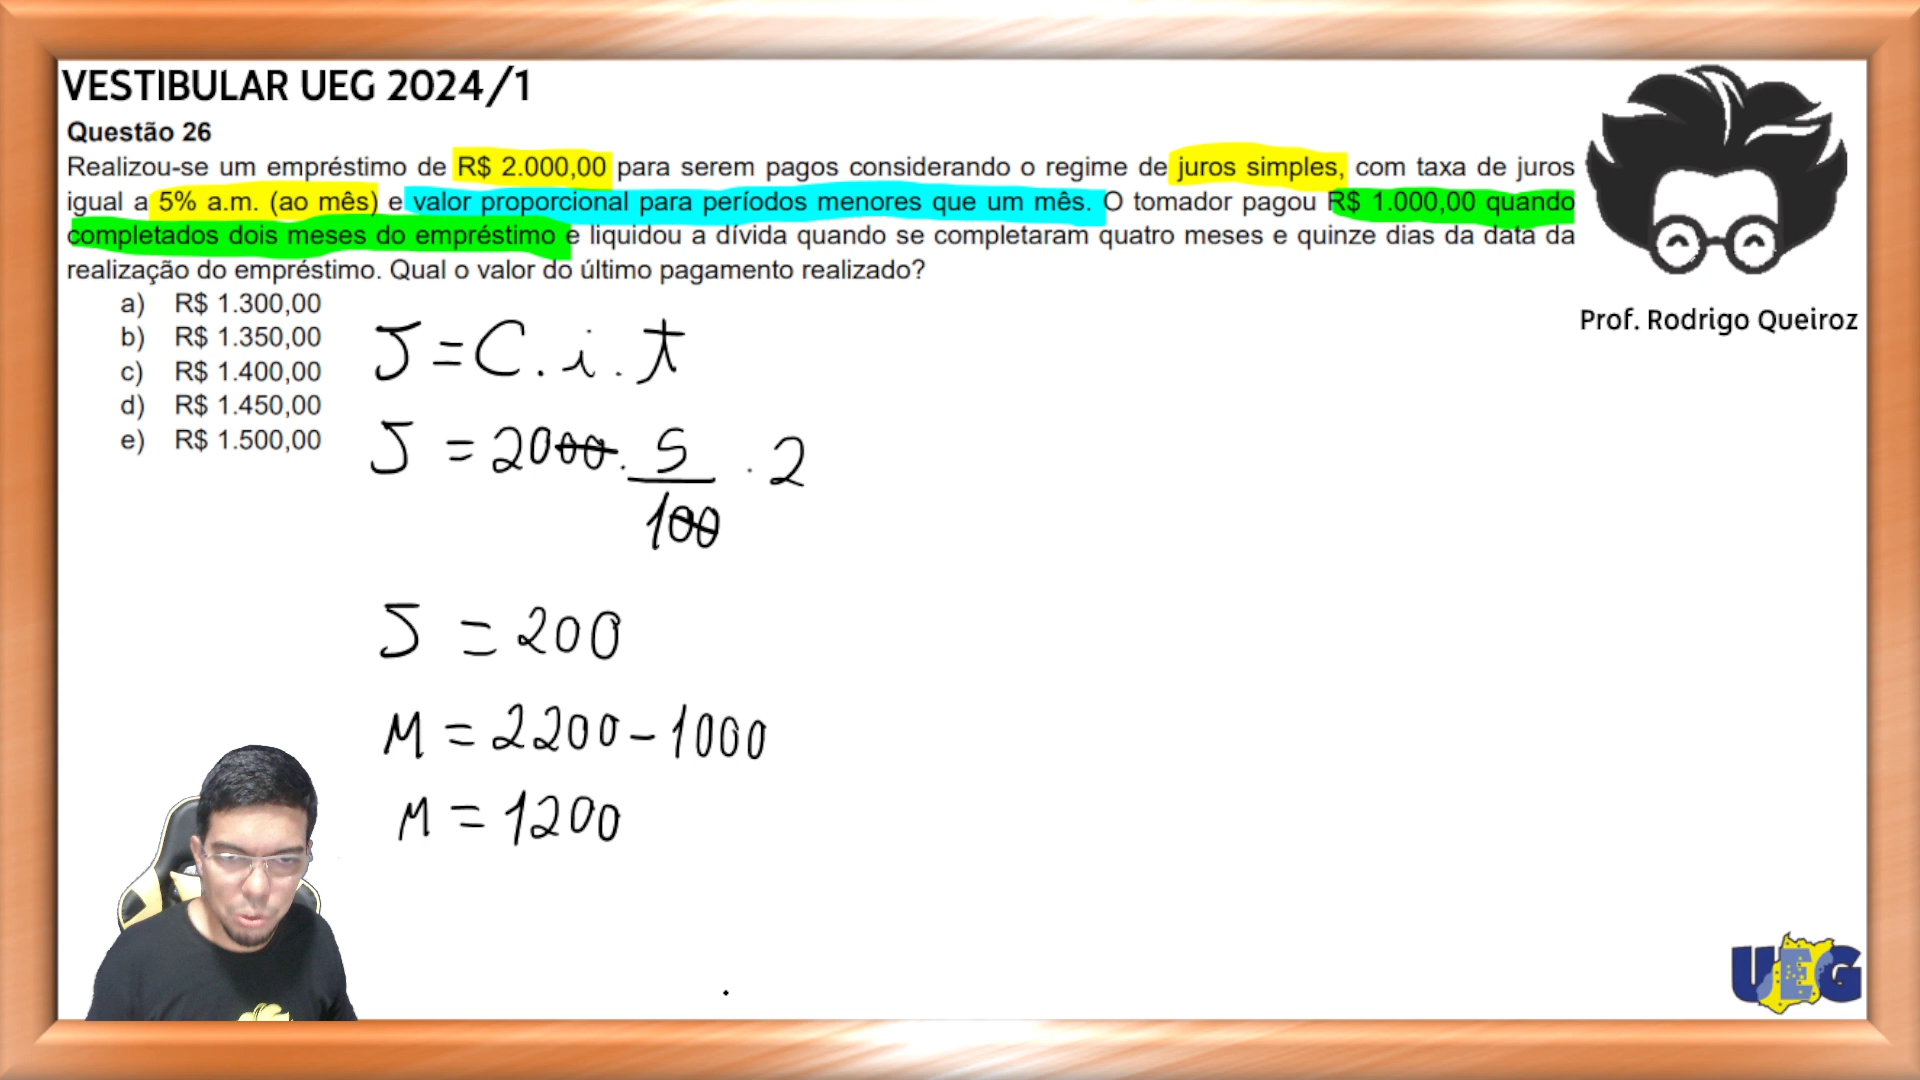 VESTIBULAR UEG 2024/1
Questão 26
Realizou-se um empréstimo de R$ 2.000,00 para serem pagos considerando o regime de juros simples, com taxa de juros
igual a 5% a.m. (ao mês) e valor proporcional para períodos menores que um mês. O tomador pagou R$ 1.000,00 quando
completados dois meses do empréstimo e liquidou a dívida quando se completaram quatro meses e quinze dias da data da
realização do empréstimo. Qual o valor do último pagamento realizado?
a) R$ 1.300,00
b) R$ 1.350,00
c) R$ 1.400,00
d) R$ 1.450,00
e) R$ 1.500,00
Prof. Rodrigo Queiroz
J = C . i . t
J = 2000 . 5/100 . 2
J = 200
M = 2200 - 1000
M = 1200
UEG